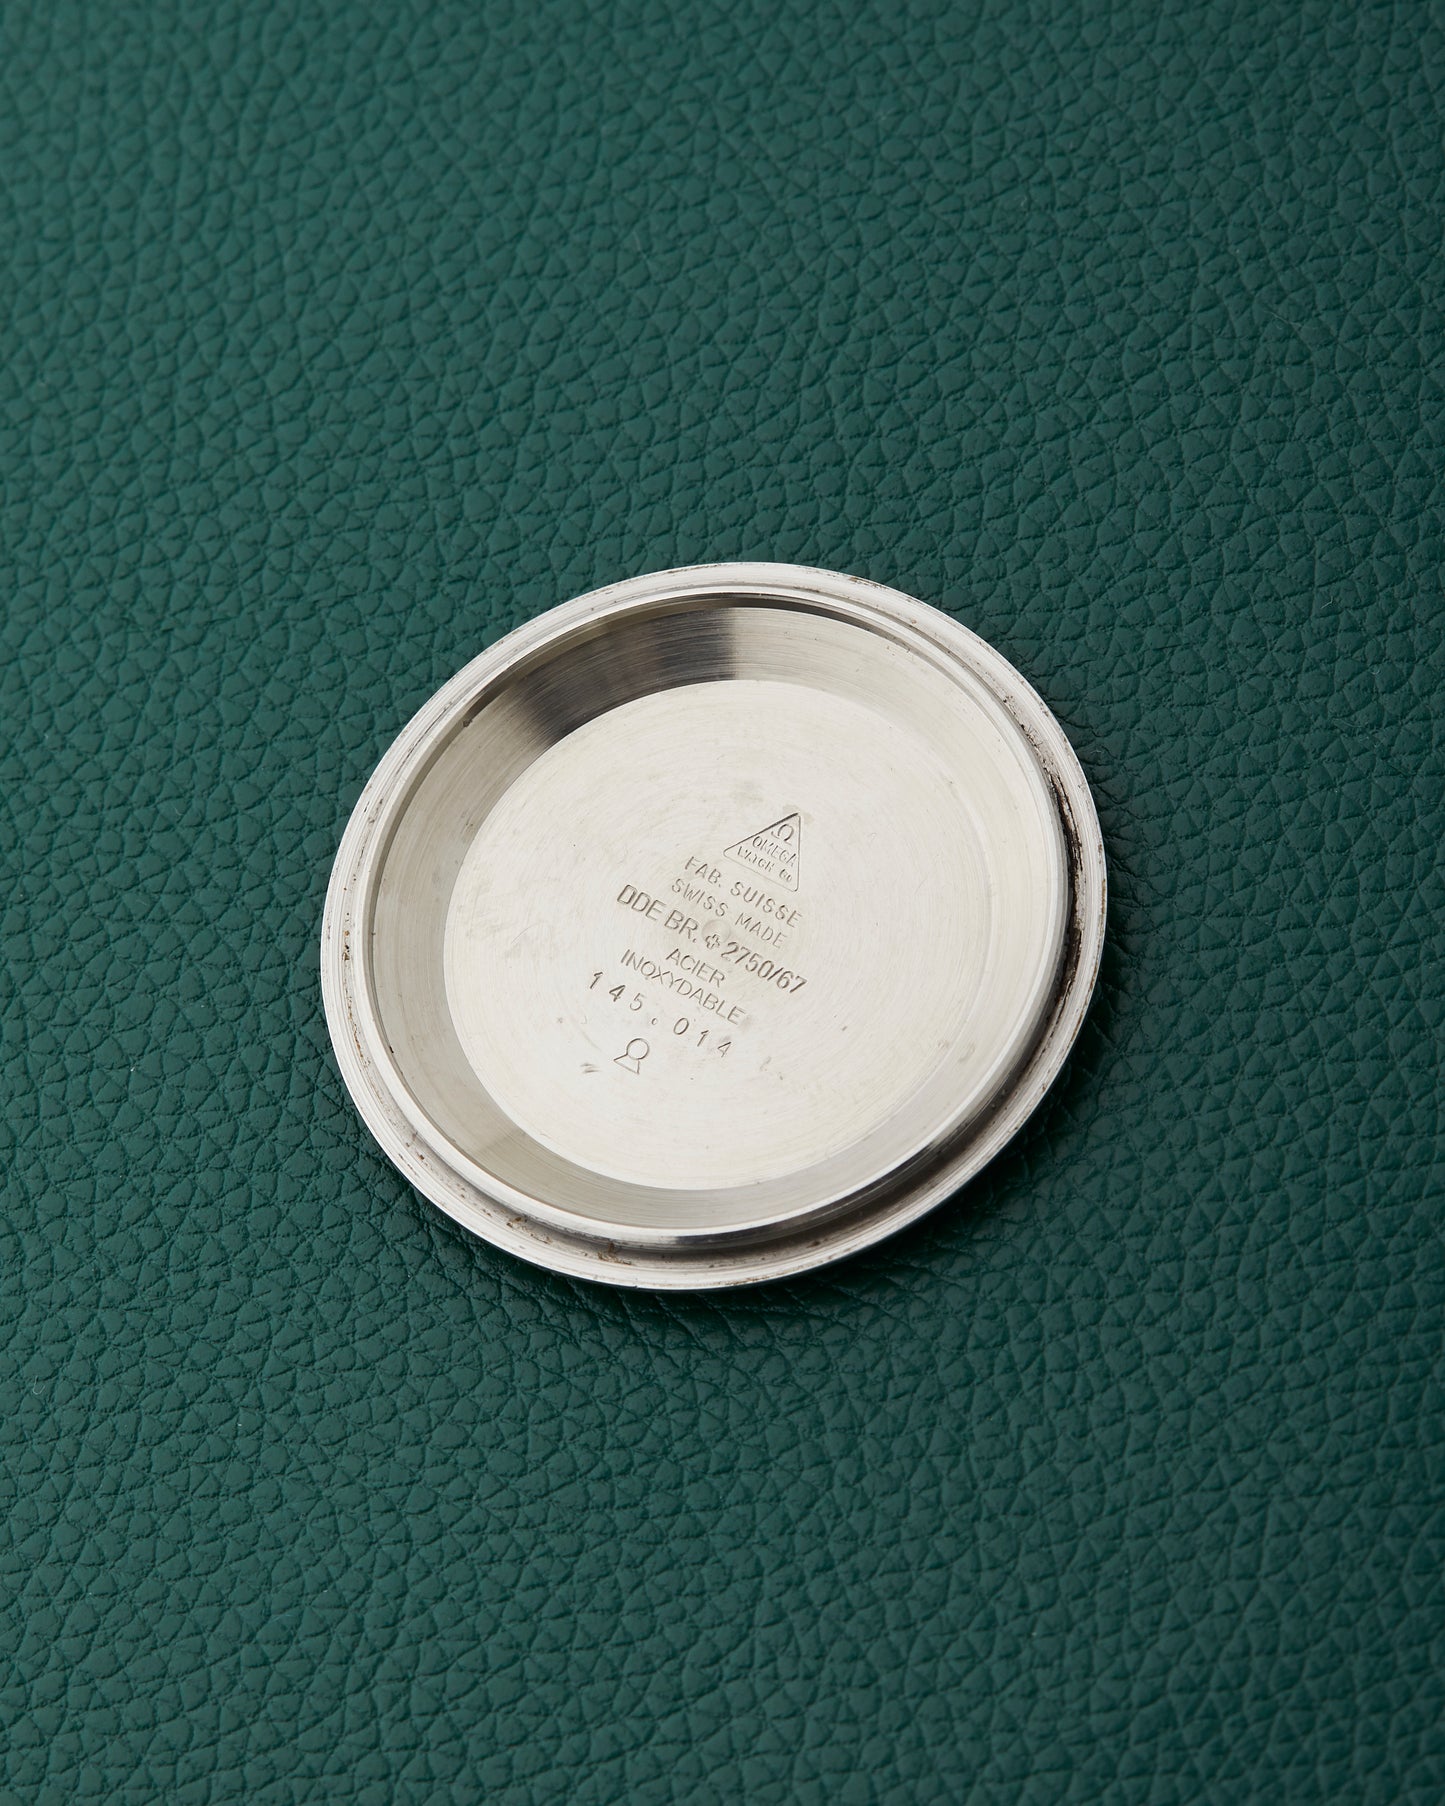 Ω
OMEGA
WATCH Co
FAB. SUISSE
SWISS MADE
DDE BR. ✚ 2750/67
ACIER
INOXYDABLE
145.014